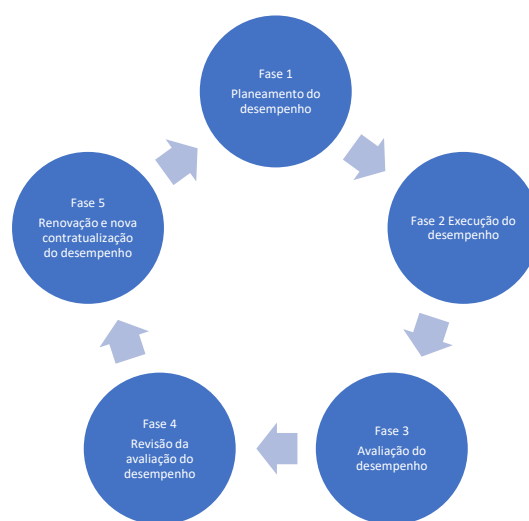 Fase 1
Planeamento do
desempenho
Fase 2 Execução do
desempenho
Fase 3
Avaliação do
desempenho
Fase 4
Revisão da
avaliação do
desempenho
Fase 5
Renovação e nova
contratualização
do desempenho